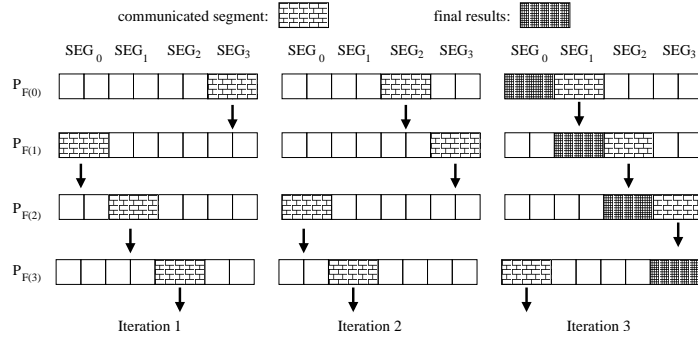 communicated segment: final results:
SEG0 SEG1 SEG2 SEG3 SEG0 SEG1 SEG2 SEG3 SEG0 SEG1 SEG2 SEG3
PF(0)
PF(1)
PF(2)
PF(3)
Iteration 1 Iteration 2 Iteration 3